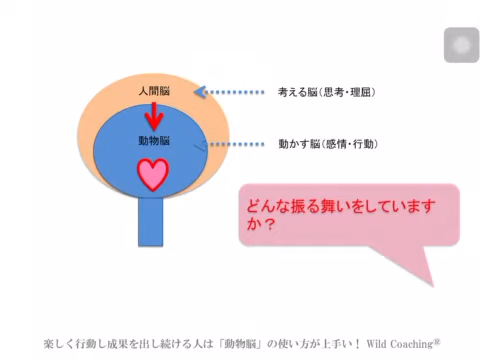 人間脳
考える脳（思考・理屈）
動物脳
動かす脳（感情・行動）
どんな振る舞いをしています
か？
楽しく行動し成果を出し続ける人は「動物脳」の使い方が上手い！ Wild Coaching®